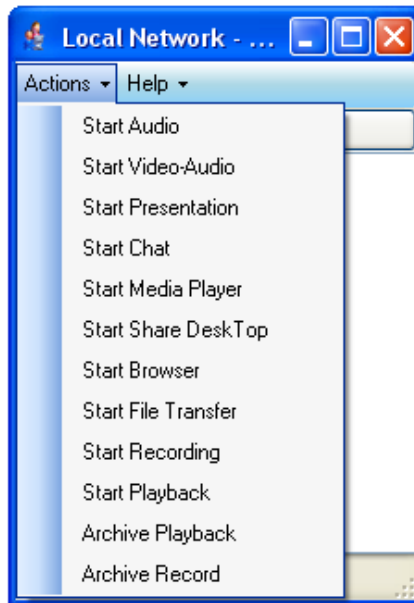 Local Network - ...
Actions Help
Start Audio
Start Video-Audio
Start Presentation
Start Chat
Start Media Player
Start Share DeskTop
Start Browser
Start File Transfer
Start Recording
Start Playback
Archive Playback
Archive Record